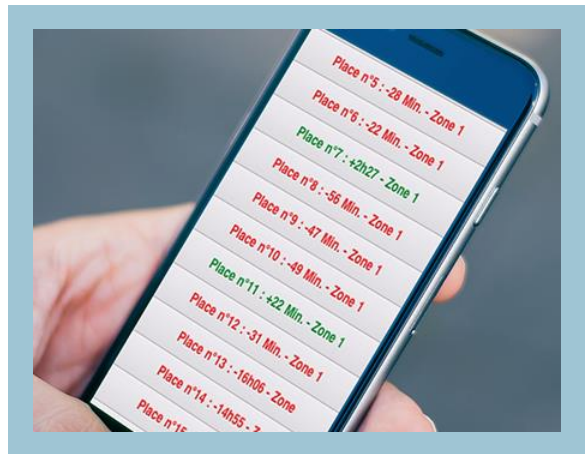 Place n°5 : -28 Min. - Zone 1
Place n°6 : -22 Min. - Zone 1
Place n°7 : +2h27 - Zone 1
Place n°8 : -56 Min. - Zone 1
Place n°9 : -47 Min. - Zone 1
Place n°10 : -49 Min. - Zone 1
Place n°11 : +22 Min. - Zone 1
Place n°12 : -31 Min. - Zone 1
Place n°13 : -16h06 - Zone
Place n°14 : -14h55 -
Place